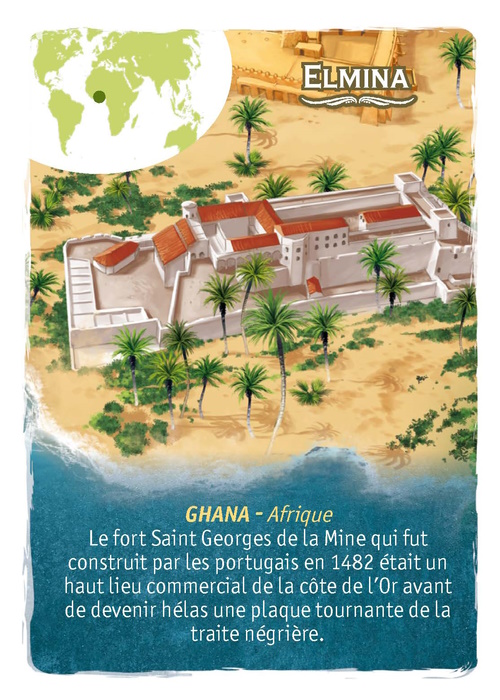 ELMINA
GHANA - Afrique
Le fort Saint Georges de la Mine qui fut
construit par les portugais en 1482 était un
haut lieu commercial de la côte de l'Or avant
de devenir hélas une plaque tournante de la
traite négrière.